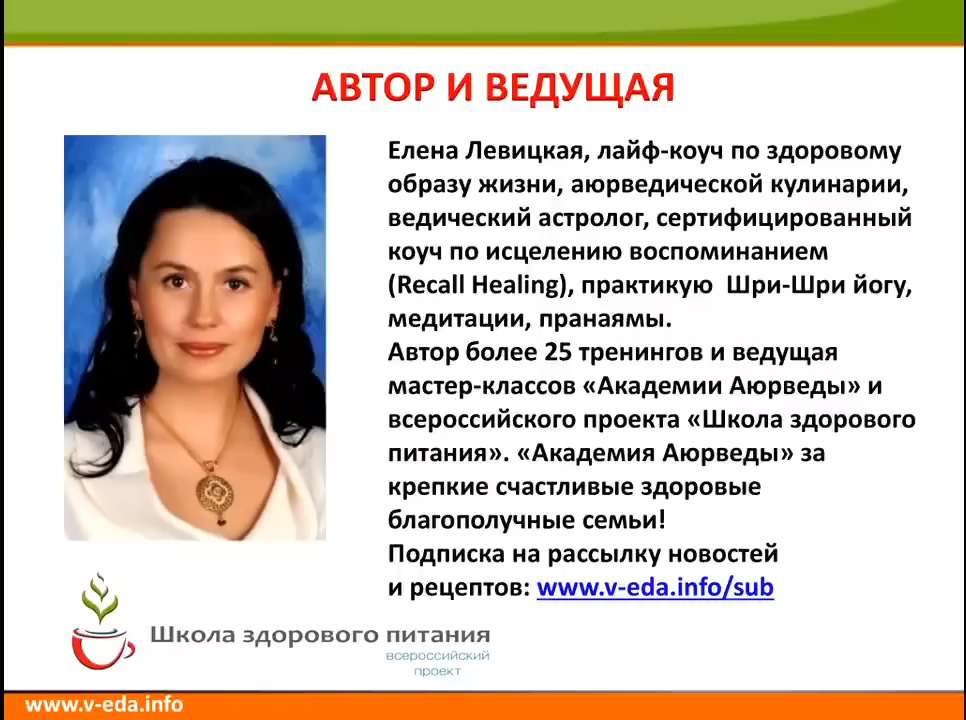 АВТОР И ВЕДУЩАЯ
Елена Левицкая, лайф-коуч по здоровому
образу жизни, аюрведической кулинарии,
ведический астролог, сертифицированный
коуч по исцелению воспоминанием
(Recall Healing), практикую Шри-Шри йогу,
медитации, пранаямы.
Автор более 25 тренингов и ведущая
мастер-классов «Академии Аюрведы» и
всероссийского проекта «Школа здорового
питания». «Академия Аюрведы» за
крепкие счастливые здоровые
благополучные семьи!
Подписка на рассылку новостей
и рецептов: www.v-eda.info/sub
Школа здорового питания
всероссийский
проект
www.v-eda.info